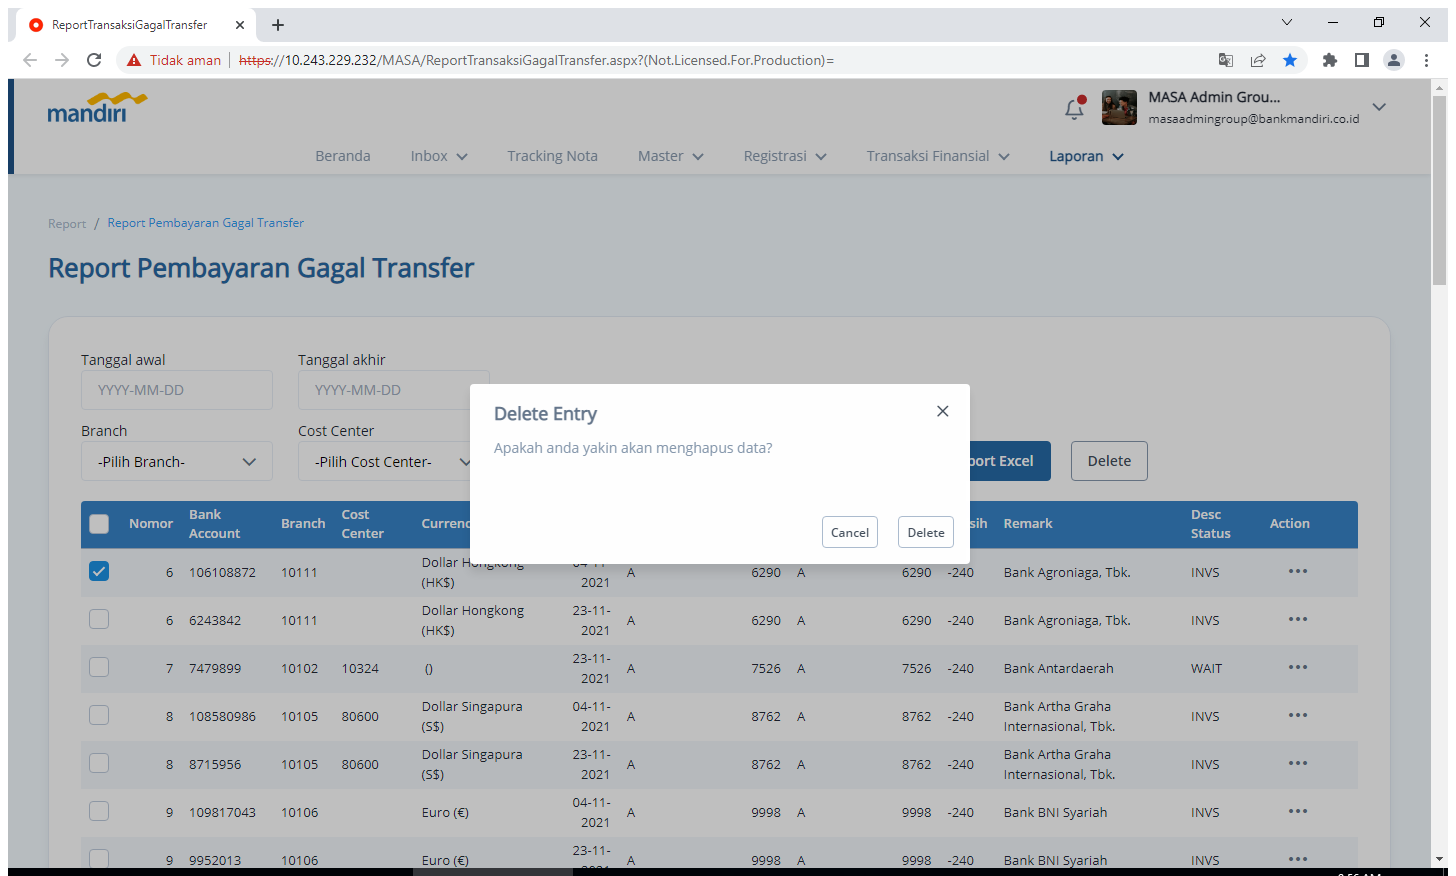 ReportTransaksiGagalTransfer
Tidak aman https://10.243.229.232/MASA/ReportTransaksiGagalTransfer.aspx?(Not.Licensed.For.Production)=
mandiri
MASA Admin Grou...
masaadmingroup@bankmandiri.co.id
Beranda Inbox Tracking Nota Master Registrasi Transaksi Finansial Laporan
Report / Report Pembayaran Gagal Transfer
Report Pembayaran Gagal Transfer
Tanggal awal Tanggal akhir
YYYY-MM-DD YYYY-MM-DD
Delete Entry
Apakah anda yakin akan menghapus data?
Cancel Delete
Branch Cost Center
-Pilih Branch- -Pilih Cost Center- port Excel Delete
Nomor Bank Account Branch Cost Center Currenc sih Remark Desc Status Action
6 106108872 10111 Dollar Hongkong (HK$) 04-11-2021 A 6290 A 6290 -240 Bank Agroniaga, Tbk. INVS
6 6243842 10111 Dollar Hongkong (HK$) 23-11-2021 A 6290 A 6290 -240 Bank Agroniaga, Tbk. INVS
7 7479899 10102 10324 () 23-11-2021 A 7526 A 7526 -240 Bank Antardaerah WAIT
8 108580986 10105 80600 Dollar Singapura (S$) 04-11-2021 A 8762 A 8762 -240 Bank Artha Graha Internasional, Tbk. INVS
8 8715956 10105 80600 Dollar Singapura (S$) 23-11-2021 A 8762 A 8762 -240 Bank Artha Graha Internasional, Tbk. INVS
9 109817043 10106 Euro (€) 04-11-2021 A 9998 A 9998 -240 Bank BNI Syariah INVS
9 9952013 10106 Euro (€) 23-11- A 9998 A 9998 -240 Bank BNI Syariah INVS